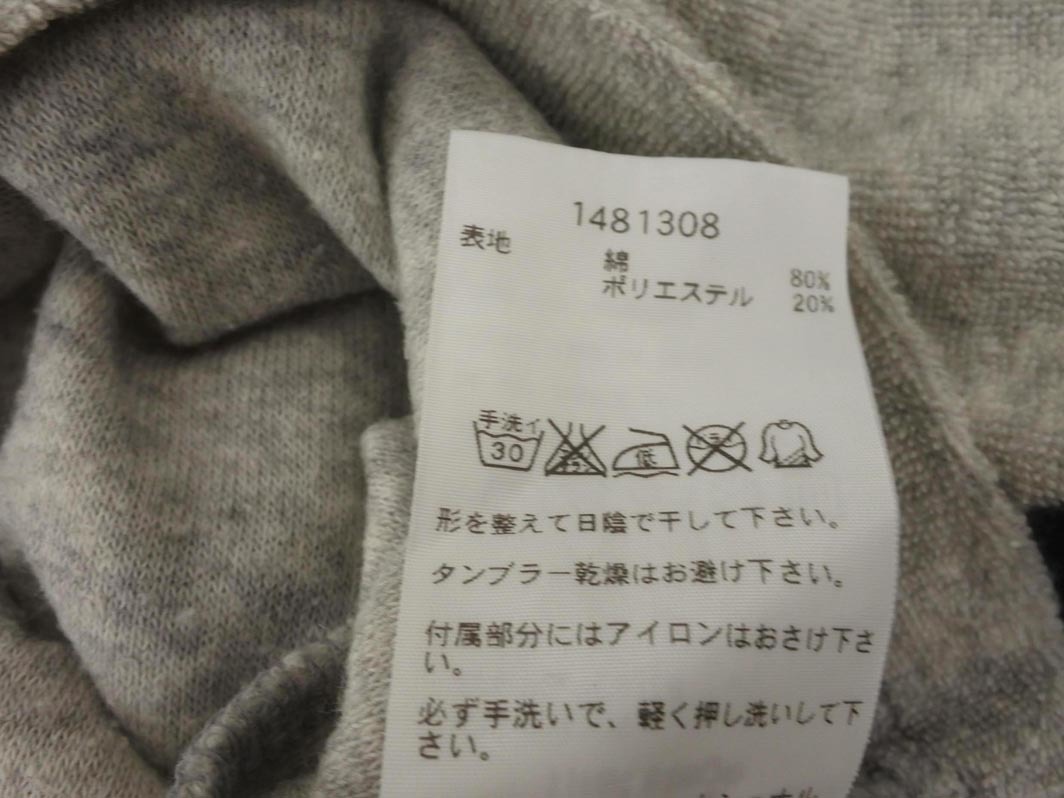 1481308
表地
綿 80%
ポリエステル 20%
手洗イ
30
低
形を整えて日陰で干して下さい。
タンブラー乾燥はお避け下さい。
付属部分にはアイロンはおさけ下さ
い。
必ず手洗いで、軽く押し洗いして下
さい。